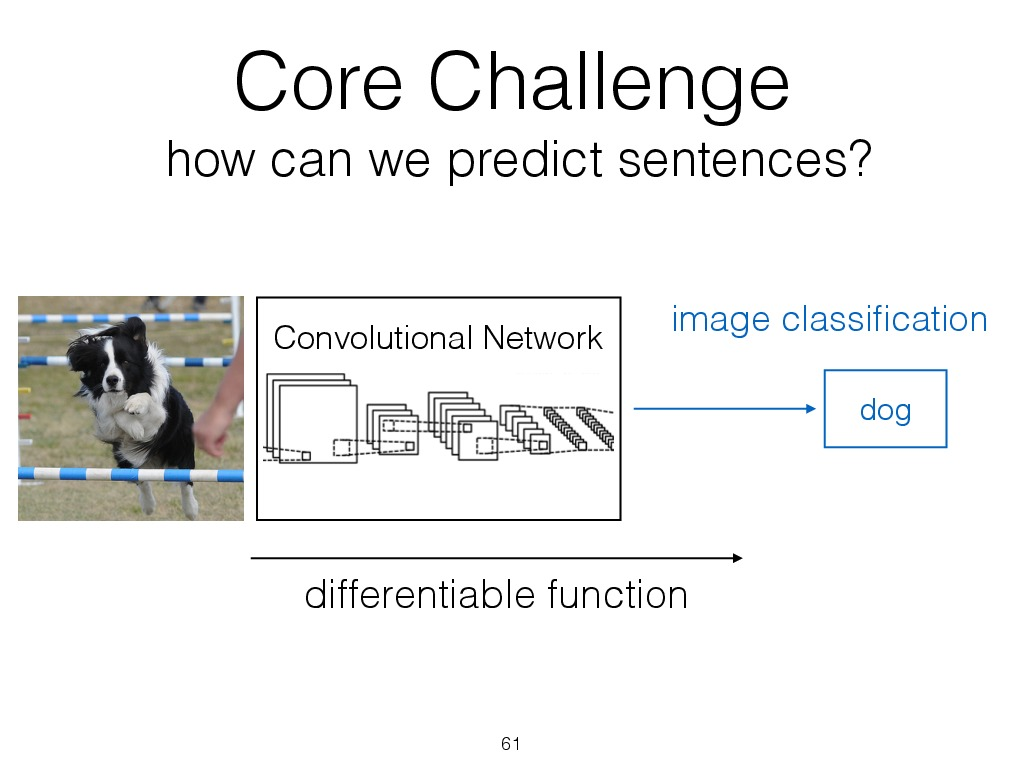 Core Challenge
how can we predict sentences?
Convolutional Network
image classification
dog
differentiable function
61